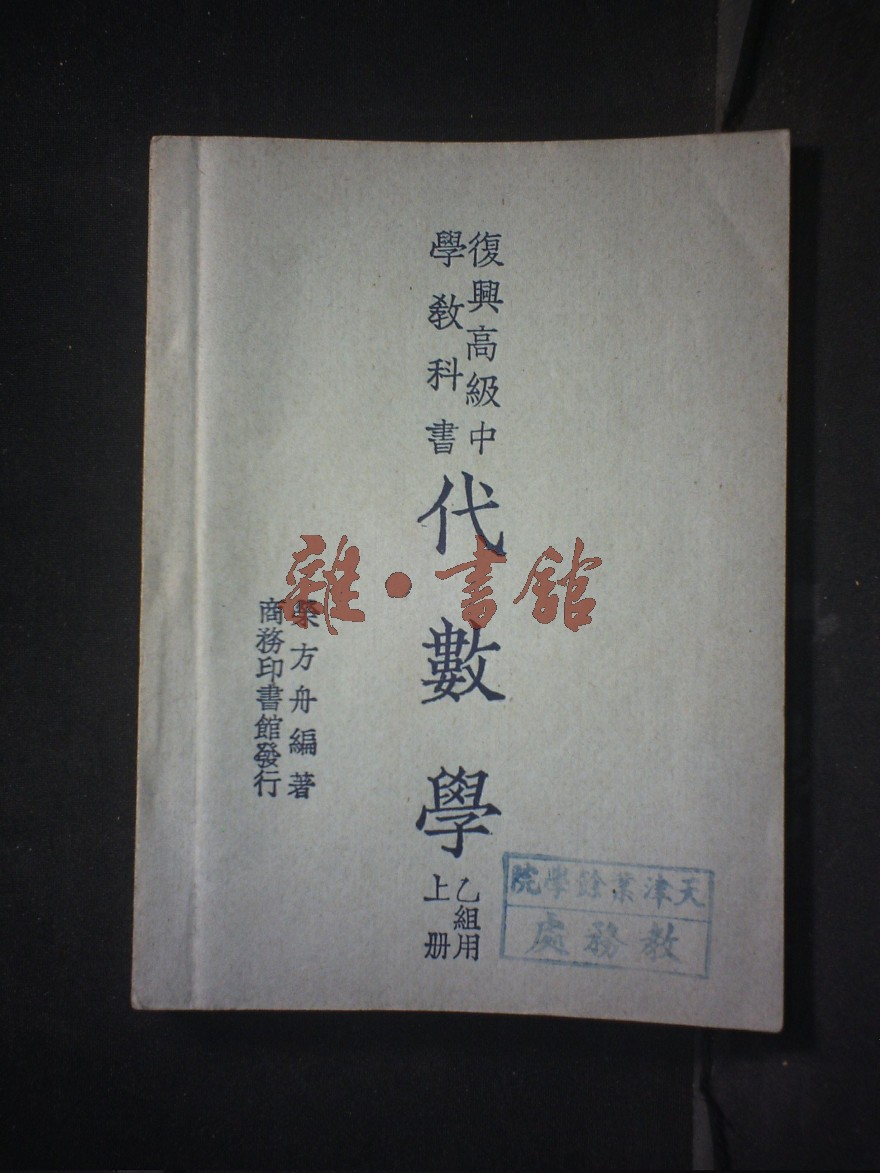 復興高級中
學教科書
代數學
乙組用
上册
榮方舟編著
商務印書館發行
天津業餘學院
教務處
雜·書館